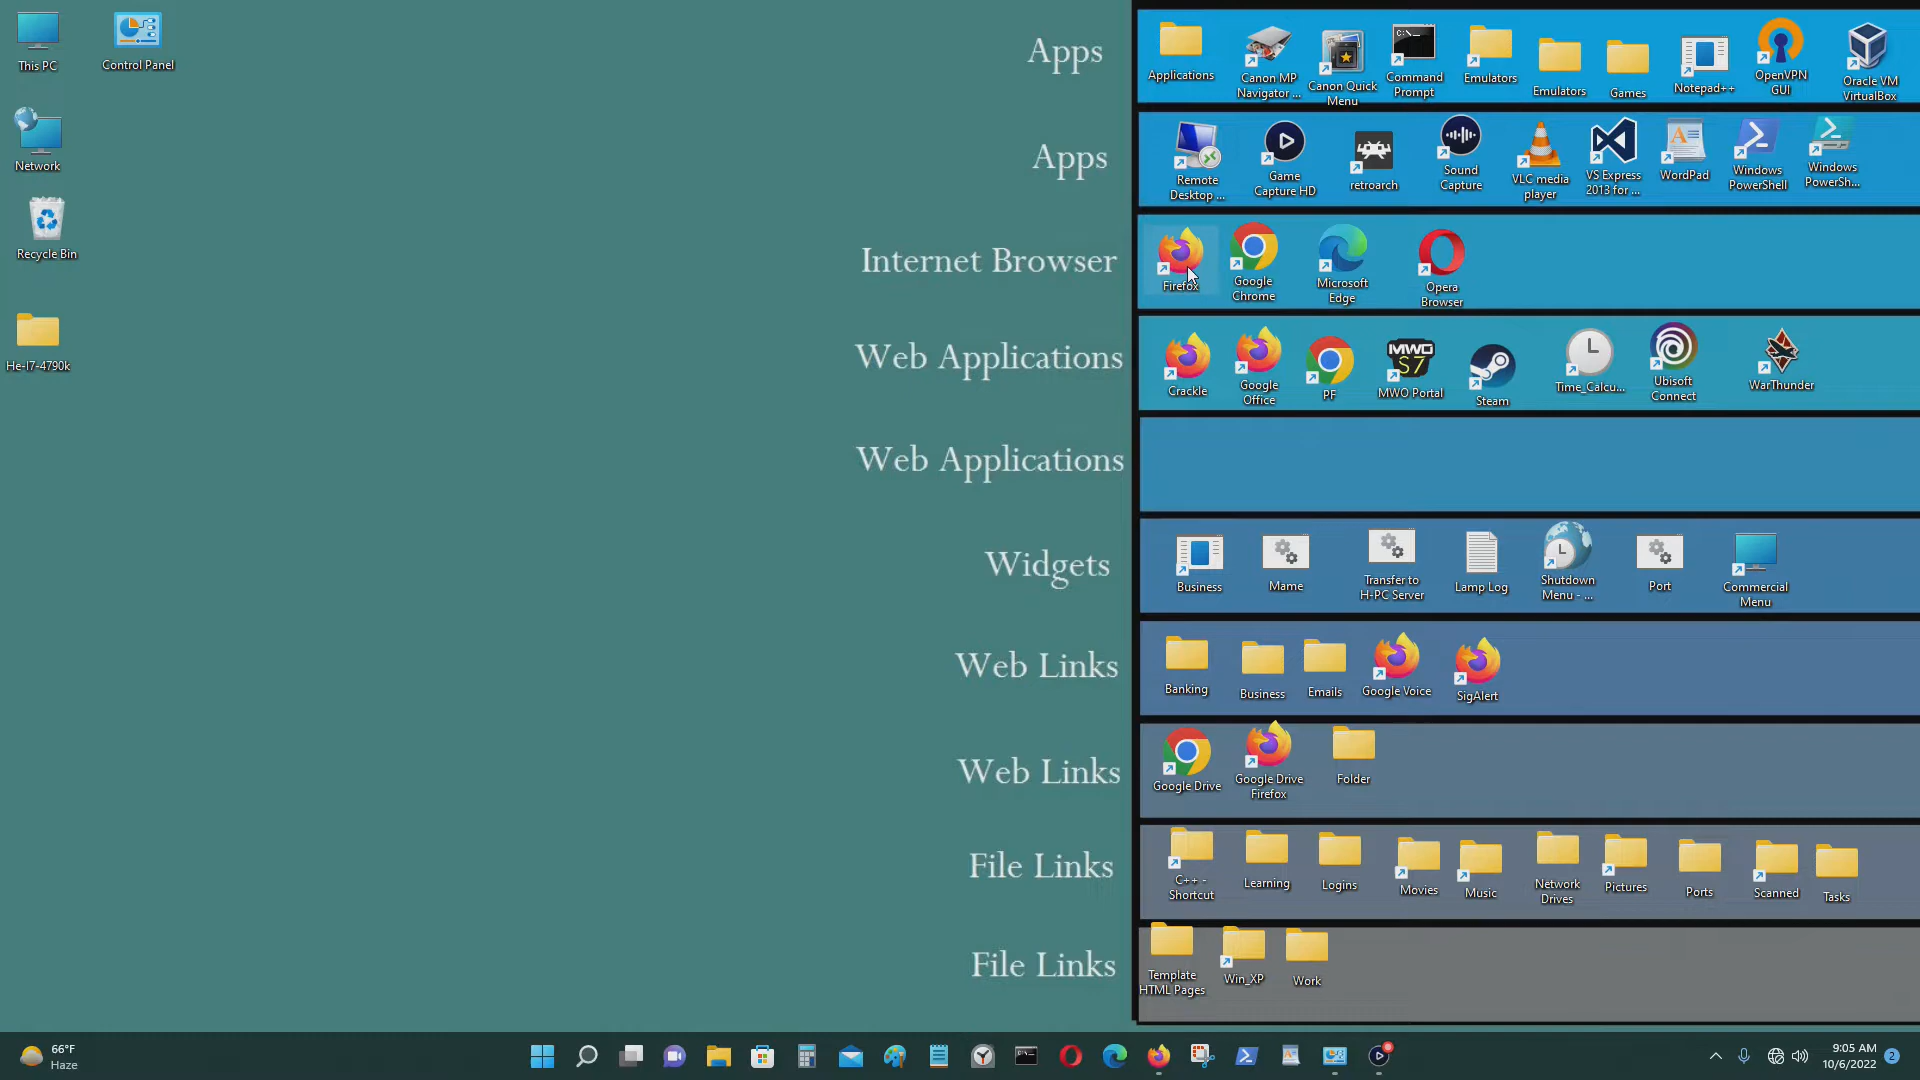 This PC
Control Panel
Network
Recycle Bin
He-I7-4790k
Apps
Applications
Canon MP
Navigator ...
Canon Quick
Menu
Command
Prompt
Emulators
Emulators
Games
Notepad++
OpenVPN
GUI
Oracle VM
VirtualBox
Apps
Remote
Desktop ...
Game
Capture HD
retroarch
Sound
Capture
VLC media
player
VS Express
2013 for ...
WordPad
Windows
PowerShell
Windows
PowerSh...
Internet Browser
Firefox
Google
Chrome
Microsoft
Edge
Opera
Browser
Web Applications
Crackle
Google
Office
PF
MWO
S7
MWO Portal
Steam
Time_Calcu...
Ubisoft
Connect
WarThunder
Web Applications
Widgets
Business
Mame
Transfer to
H-PC Server
Lamp Log
Shutdown
Menu - ...
Port
Commercial
Menu
Web Links
Banking
Business
Emails
Google Voice
SigAlert
Web Links
Google Drive
Google Drive
Firefox
Folder
File Links
C++ -
Shortcut
Learning
Logins
Movies
Music
Network
Drives
Pictures
Ports
Scanned
Tasks
File Links
Template
HTML Pages
Win_XP
Work
66°F
Haze
9:05 AM
10/6/2022
2